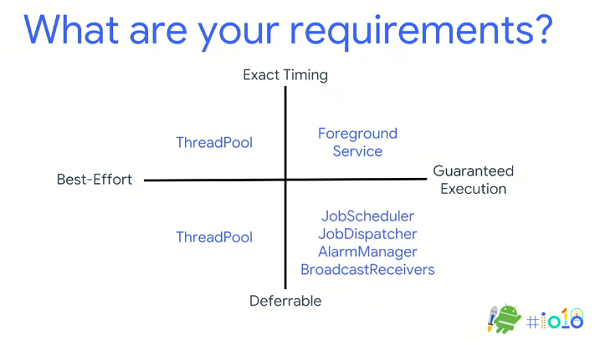 What are your requirements?
Exact Timing
ThreadPool
Foreground
Service
Best-Effort
Guaranteed
Execution
ThreadPool
JobScheduler
JobDispatcher
AlarmManager
BroadcastReceivers
Deferrable
#io18